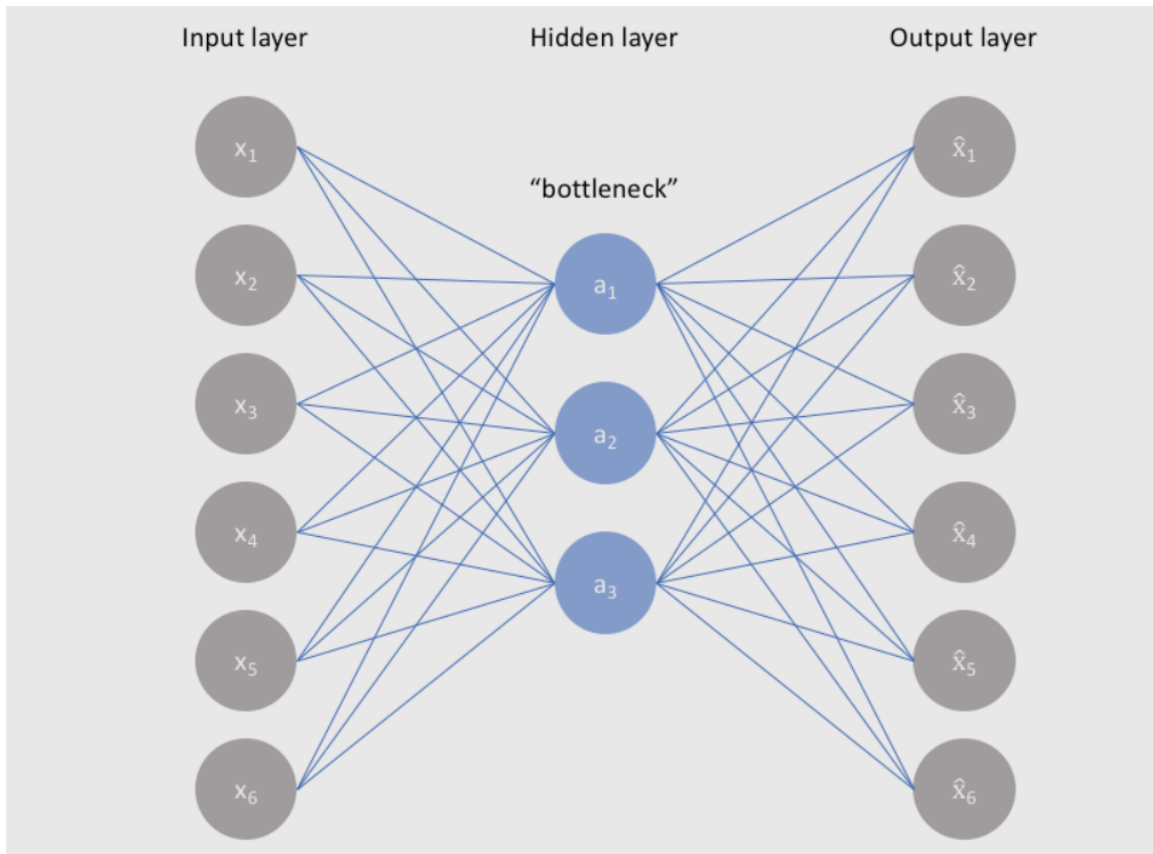 Input layer
Hidden layer
Output layer
“bottleneck”
x₁
x₂
x₃
x₄
x₅
x₆
a₁
a₂
a₃
x̂₁
x̂₂
x̂₃
x̂₄
x̂₅
x̂₆